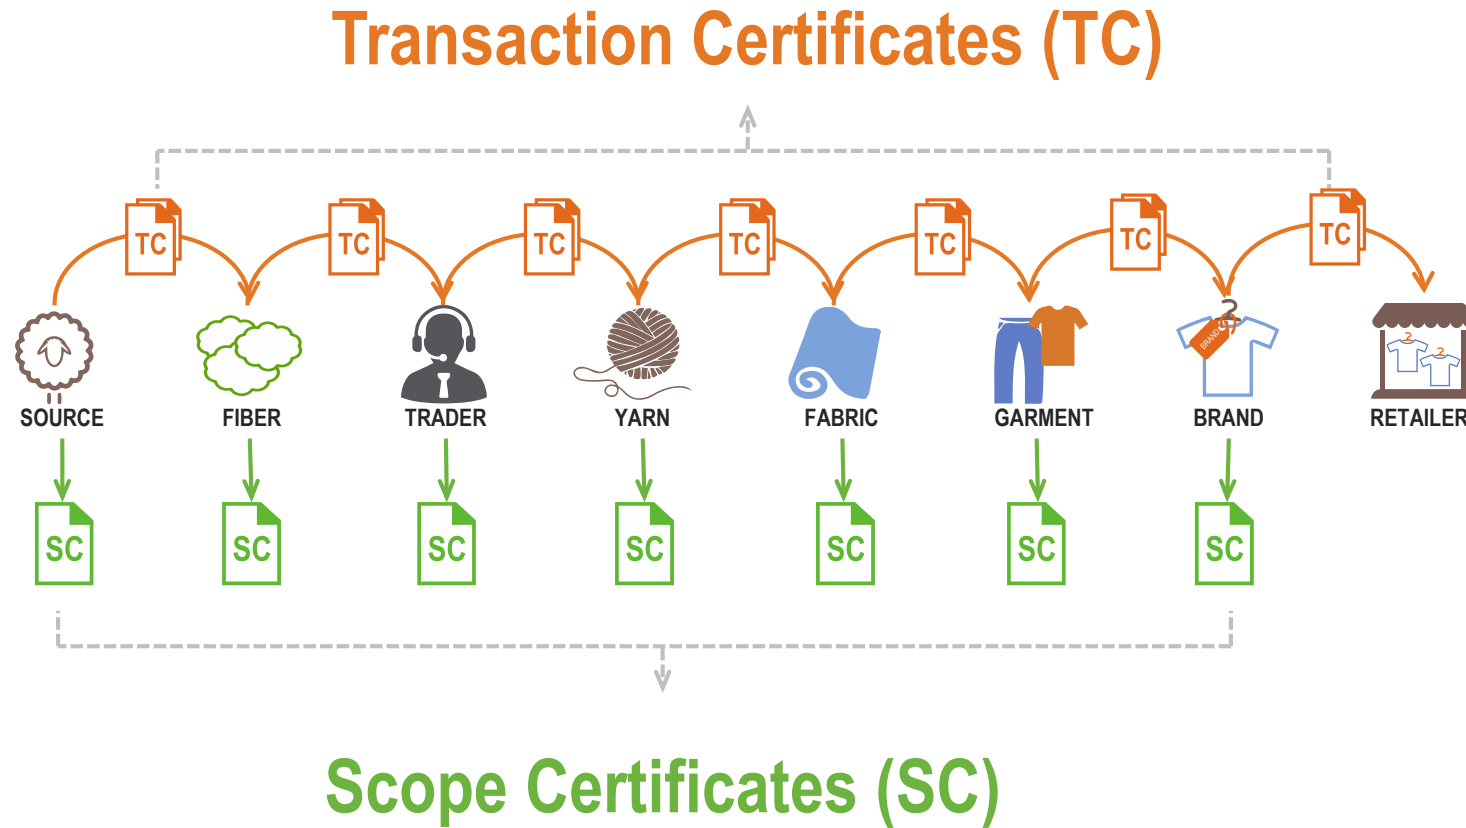 Transaction Certificates (TC)
TC TC TC TC TC TC TC
BRAND
SOURCE FIBER TRADER YARN FABRIC GARMENT BRAND RETAILER
SC SC SC SC SC SC SC
Scope Certificates (SC)